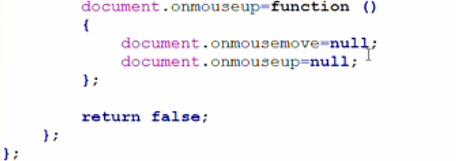 document.onmouseup=function ()
{
document.onmousemove=null;
document.onmouseup=null;
};
return false;
};
};